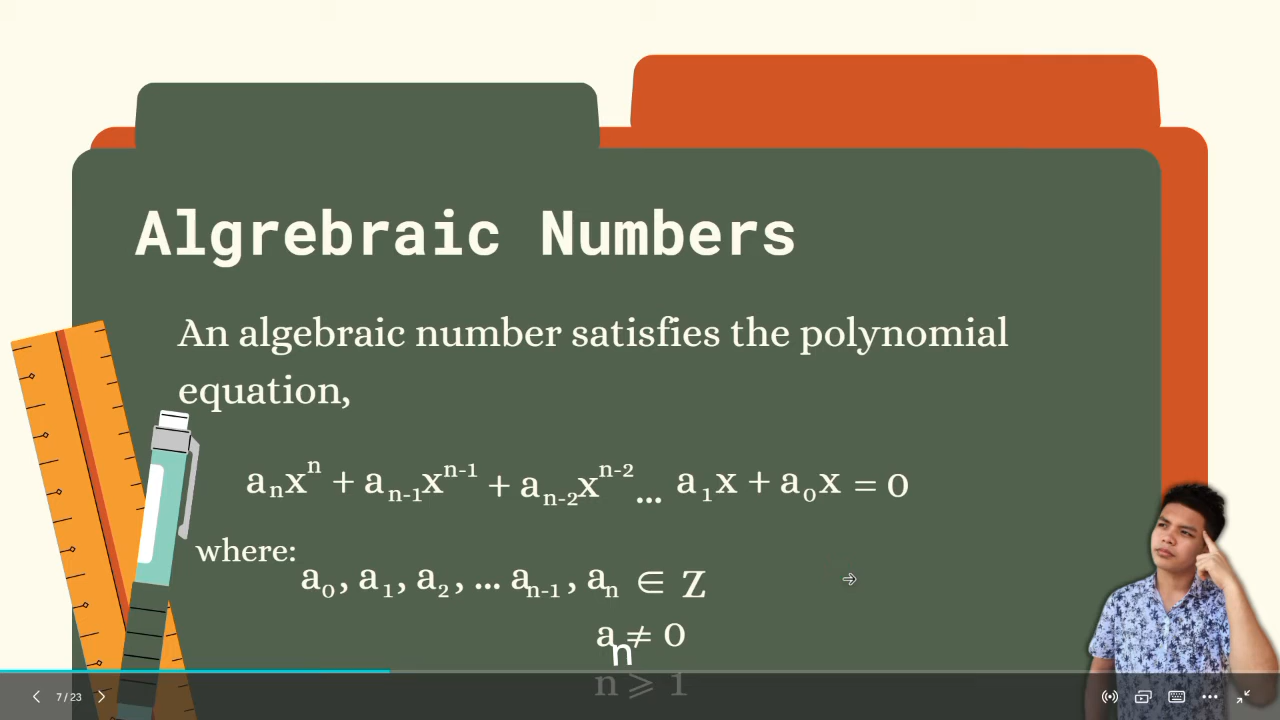 Algrebraic Numbers
An algebraic number satisfies the polynomial
equation,
aₙxⁿ + aₙ₋₁xⁿ⁻¹ + aₙ₋₂xⁿ⁻² ... a₁x + a₀x = 0
where:
a₀, a₁, a₂, ... aₙ₋₁, aₙ ∈ Z
aₙ ≠ 0
n ⩾ 1
7 / 23